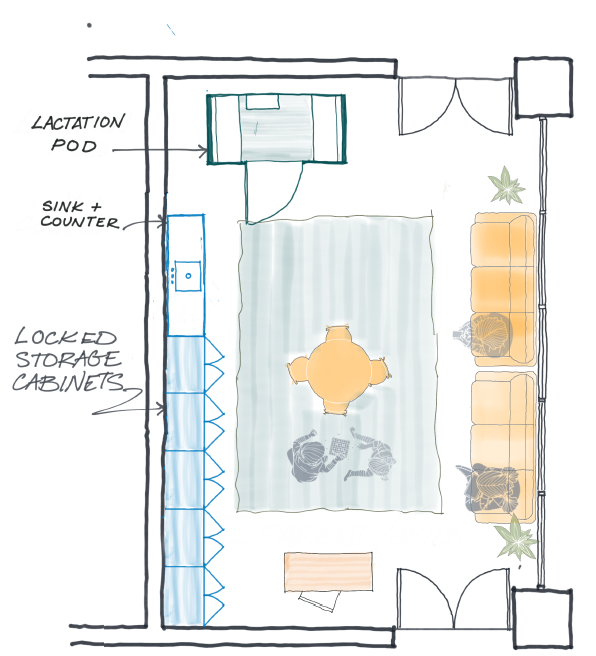 LACTATION
POD
SINK +
COUNTER
LOCKED
STORAGE
CABINETS